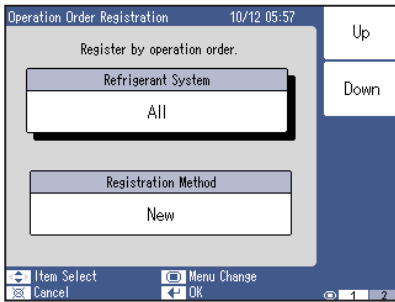 Operation Order Registration 10/12 05:57
Register by operation order.
Refrigerant System
All
Registration Method
New
Up
Down
Item Select Menu Change
Cancel OK
1 2